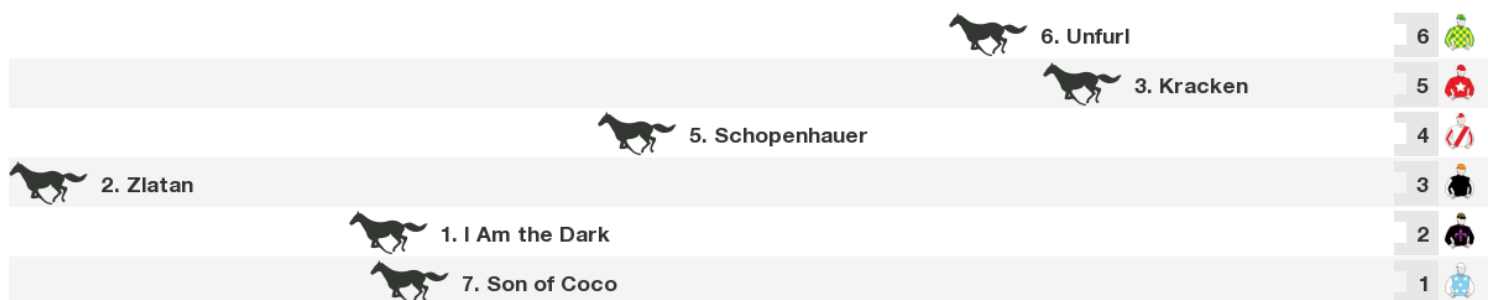 6. Unfurl 6
3. Kracken 5
5. Schopenhauer 4
2. Zlatan 3
1. I Am the Dark 2
7. Son of Coco 1